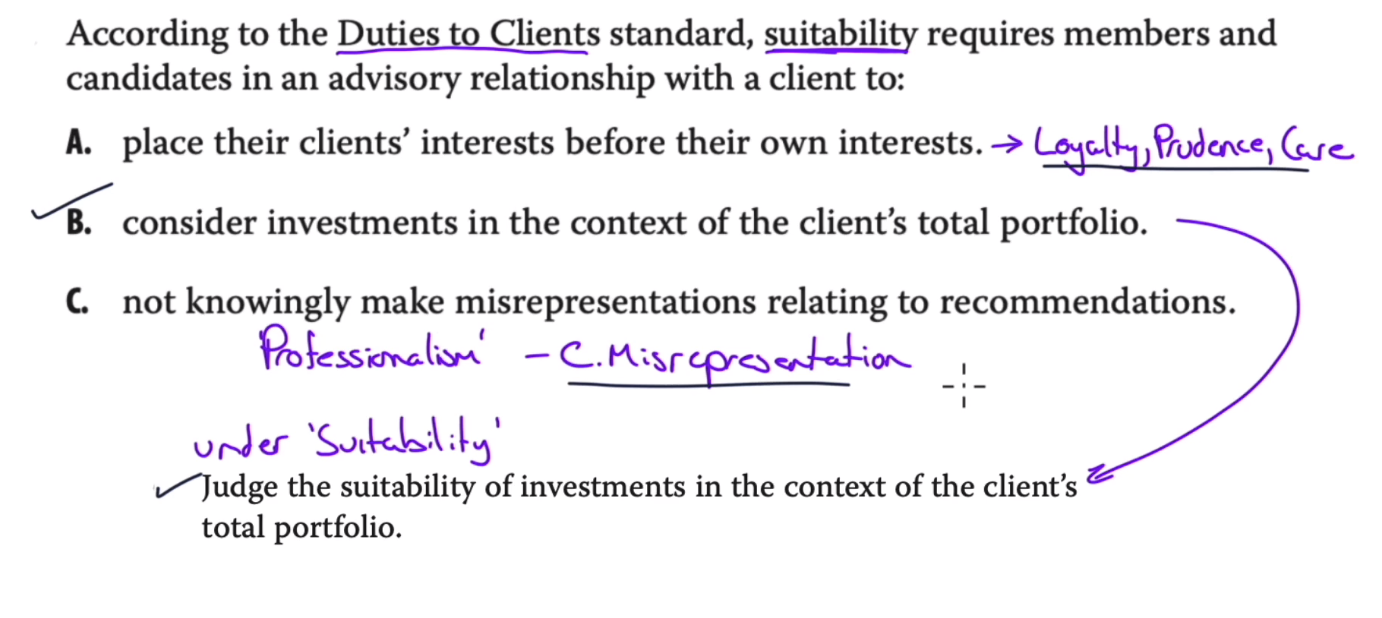 According to the Duties to Clients standard, suitability requires members and
candidates in an advisory relationship with a client to:
A. place their clients’ interests before their own interests. → Loyalty, Prudence, Care
B. consider investments in the context of the client’s total portfolio.
C. not knowingly make misrepresentations relating to recommendations.
'Professionalism' – C. Misrepresentation
under 'Suitability'
Judge the suitability of investments in the context of the client’s
total portfolio.